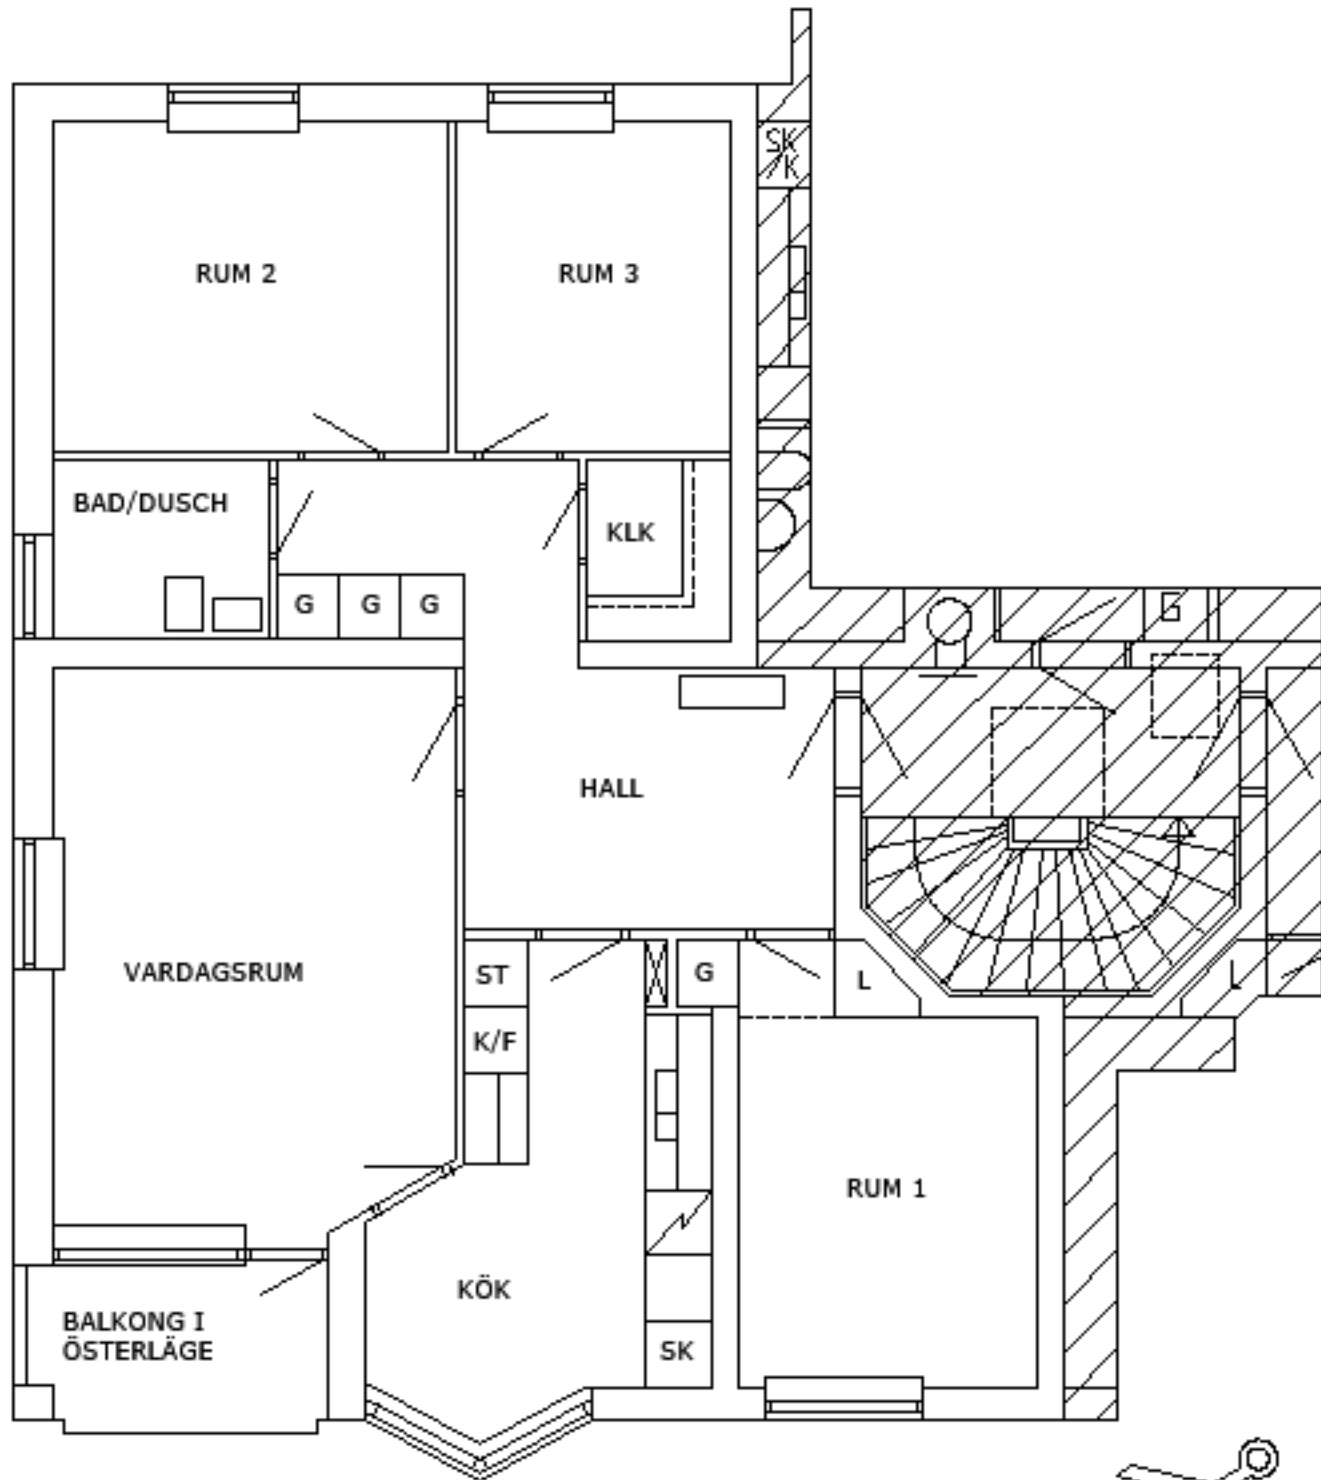 SK
/K
RUM 2
RUM 3
BAD/DUSCH
KLK
G
G
G
G
HALL
VARDAGSRUM
ST
G
L
L
K/F
RUM 1
KÖK
BALKONG I
ÖSTERLÄGE
SK